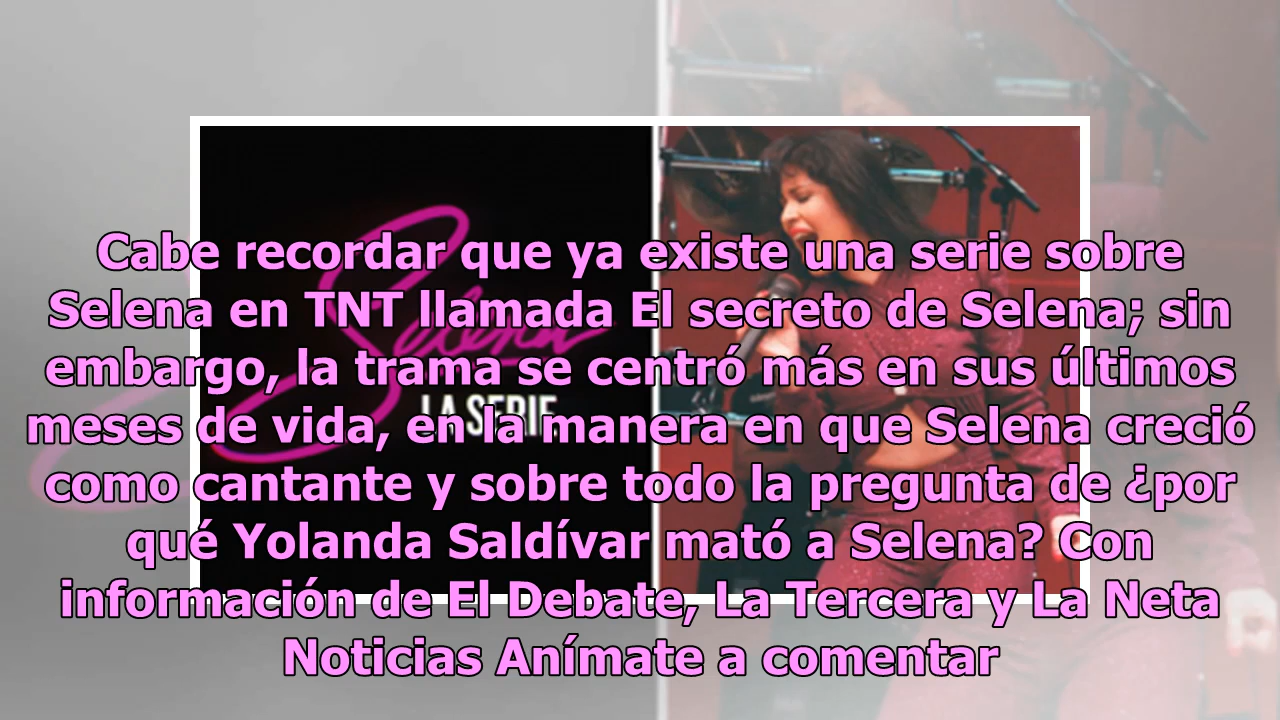 Cabe recordar que ya existe una serie sobre
Selena en TNT llamada El secreto de Selena; sin
embargo, la trama se centró más en sus últimos
meses de vida, en la manera en que Selena creció
como cantante y sobre todo la pregunta de ¿por
qué Yolanda Saldívar mató a Selena? Con
información de El Debate, La Tercera y La Neta
Noticias Anímate a comentar
Selena
LA SERIE